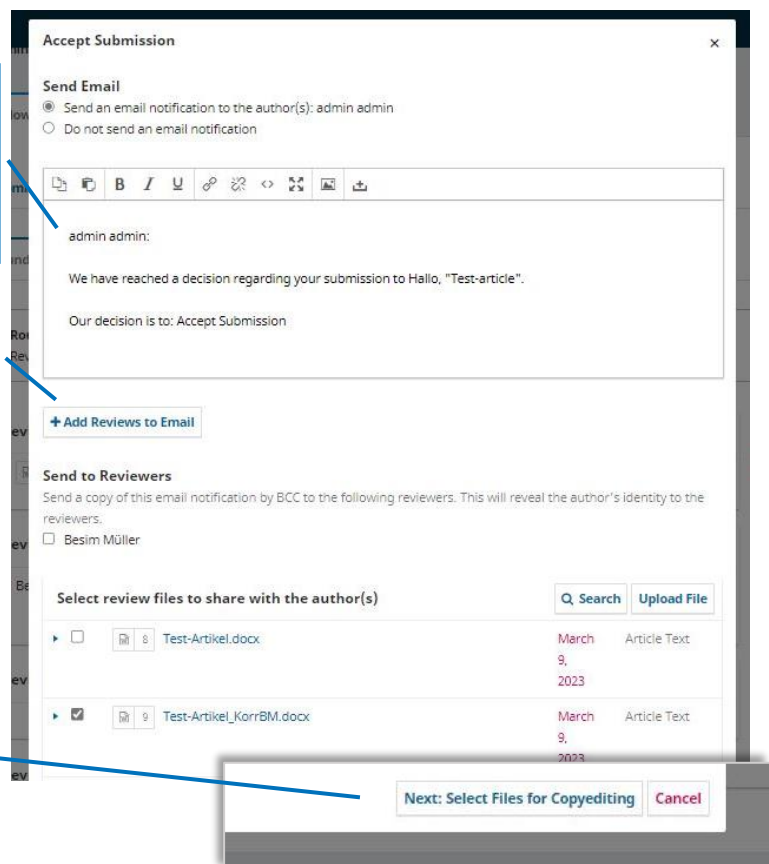 Accept Submission
×
Send Email
Send an email notification to the author(s): admin admin
Do not send an email notification
B I U
admin admin:
We have reached a decision regarding your submission to Hallo, "Test-article".
Our decision is to: Accept Submission
+ Add Reviews to Email
Send to Reviewers
Send a copy of this email notification by BCC to the following reviewers. This will reveal the author's identity to the
reviewers.
Besim Müller
Select review files to share with the author(s) Search Upload File
8 Test-Artikel.docx March Article Text
9,
2023
9 Test-Artikel_KorrBM.docx March Article Text
9,
2023
Next: Select Files for Copyediting Cancel